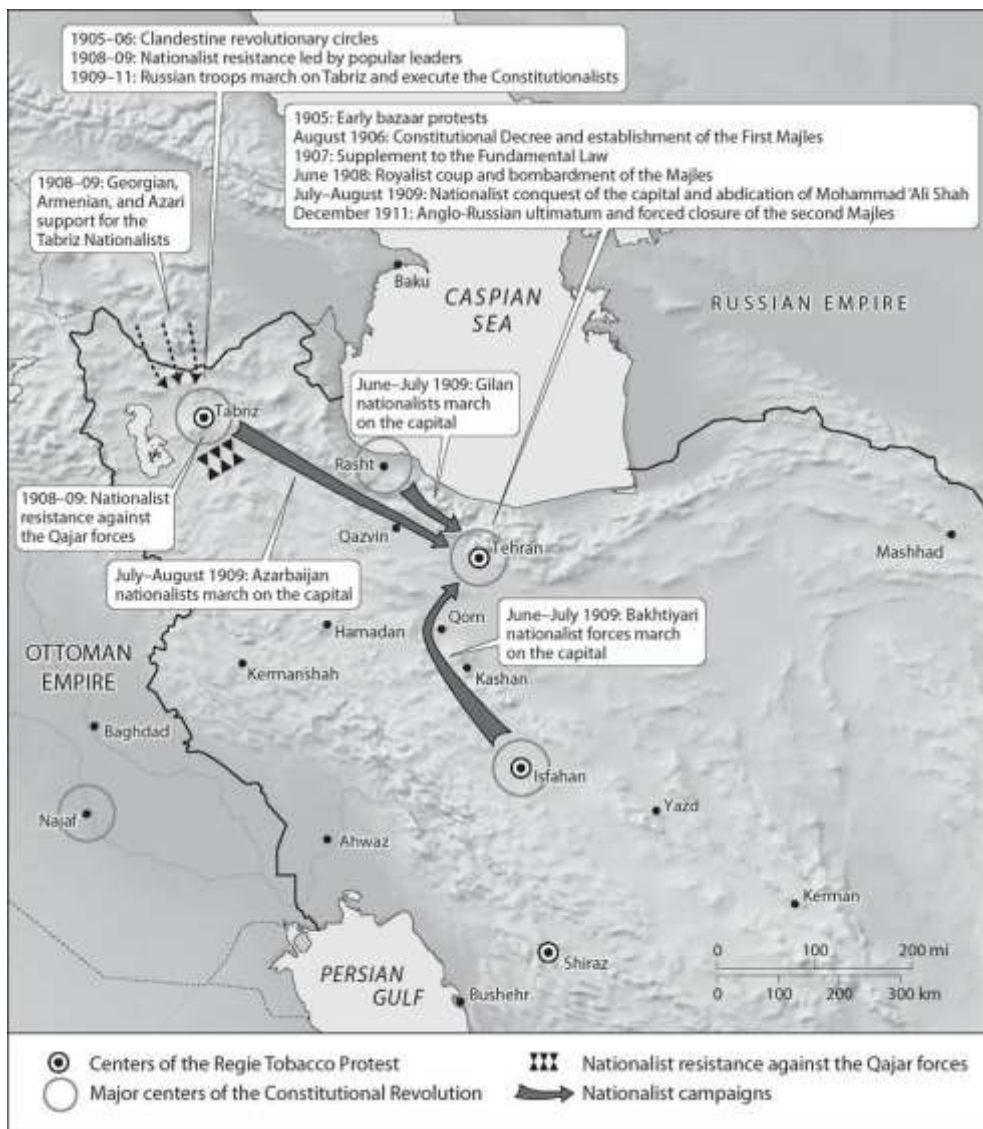 1905–06: Clandestine revolutionary circles
1908–09: Nationalist resistance led by popular leaders
1909–11: Russian troops march on Tabriz and execute the Constitutionalists
1905: Early bazaar protests
August 1906: Constitutional Decree and establishment of the First Majles
1907: Supplement to the Fundamental Law
June 1908: Royalist coup and bombardment of the Majles
July–August 1909: Nationalist conquest of the capital and abdication of Mohammad ‘Ali Shah
December 1911: Anglo-Russian ultimatum and forced closure of the second Majles
1908–09: Georgian,
Armenian, and Azari
support for the
Tabriz Nationalists
Baku
CASPIAN
SEA
RUSSIAN EMPIRE
June–July 1909: Gilan
nationalists march
on the capital
Tabriz
Rasht
1908–09: Nationalist
resistance against
the Qajar forces
Qazvin
Tehran
Mashhad
July–August 1909: Azarbaijan
nationalists march on the capital
June–July 1909: Bakhtiyari
nationalist forces march
on the capital
Qom
Hamadan
OTTOMAN
EMPIRE
Kermanshah
Kashan
Baghdad
Isfahan
Yazd
Najaf
Ahwaz
Kerman
0 100 200 mi
0 100 200 300 km
Shiraz
PERSIAN
GULF
Bushehr
Centers of the Regie Tobacco Protest
Major centers of the Constitutional Revolution
Nationalist resistance against the Qajar forces
Nationalist campaigns